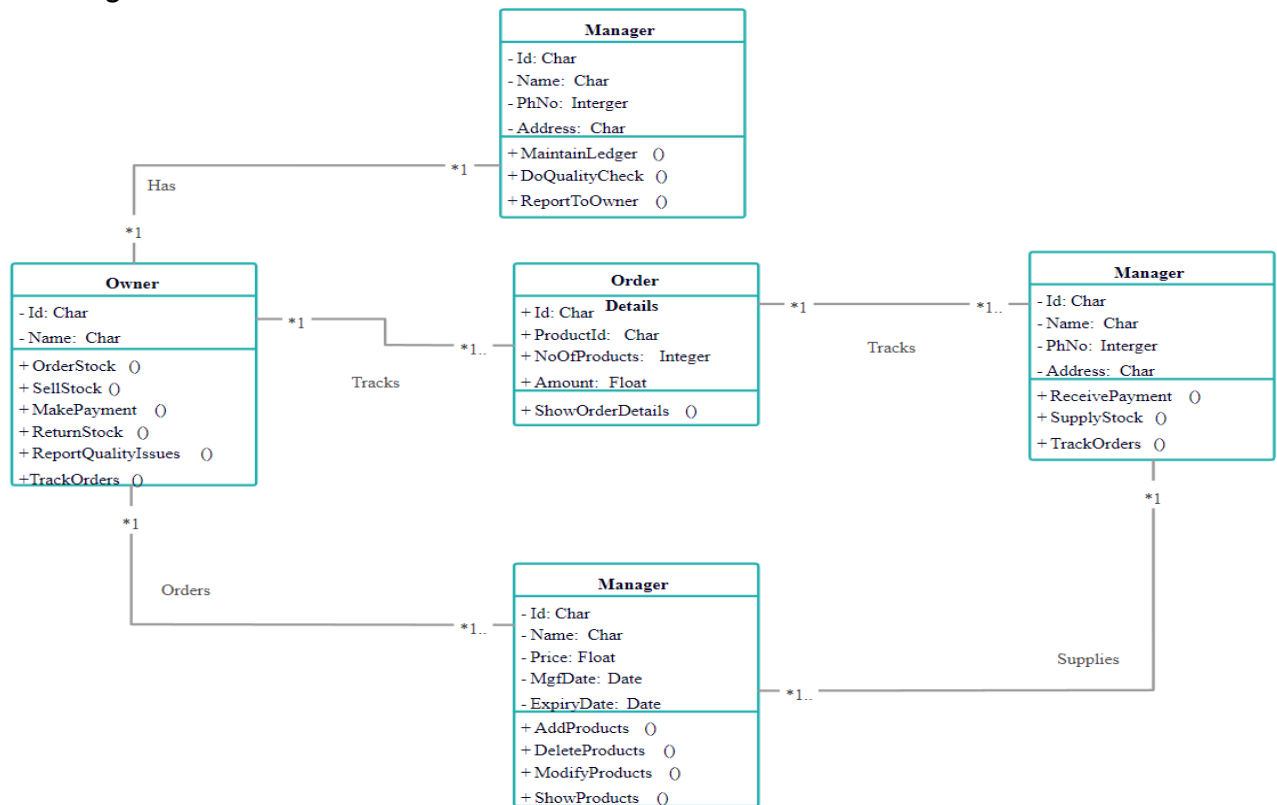 Manager
- Id: Char
- Name: Char
- PhNo: Interger
- Address: Char
+ MaintainLedger ()
+ DoQualityCheck ()
+ ReportToOwner ()
*1
Has
*1
Owner
- Id: Char
- Name: Char
+ OrderStock ()
+ SellStock ()
+ MakePayment ()
+ ReturnStock ()
+ ReportQualityIssues ()
+TrackOrders ()
*1
*1..
Tracks
Order
Details
+ Id: Char
+ ProductId: Char
+ NoOfProducts: Integer
+ Amount: Float
+ ShowOrderDetails ()
*1
*1..
Tracks
Manager
- Id: Char
- Name: Char
- PhNo: Interger
- Address: Char
+ ReceivePayment ()
+ SupplyStock ()
+ TrackOrders ()
*1
*1
Orders
*1..
Manager
- Id: Char
- Name: Char
- Price: Float
- MgfDate: Date
- ExpiryDate: Date
+ AddProducts ()
+ DeleteProducts ()
+ ModifyProducts ()
+ ShowProducts ()
*1..
Supplies